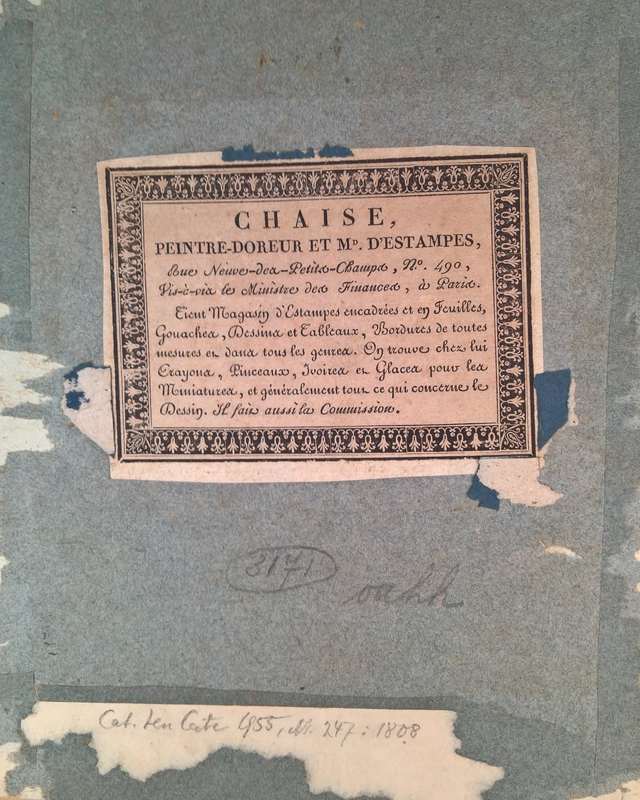 CHAISE,
PEINTRE-DOREUR ET Mᴰ. D'ESTAMPES,
Rue Neuve-des-Petits-Champs, Nº. 490,
Vis-à-vis le Ministre des Finances, à Paris.
Tient Magasin d'Estampes encadrées et en Feuilles,
Gouaches, Dessins et Tableaux, Bordures de toutes
mesures et dans tous les genres. On trouve chez lui
Crayons, Pinceaux, Ivoires et Glaces pour les
Miniatures, et généralement tout ce qui concerne le
Dessin. Il fait aussi la Commission.
3171
Cat. ten Cate 1955, Nr. 247 : 1808